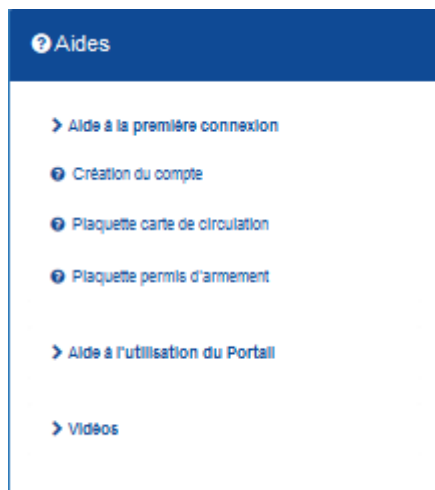 Aides
Aide à la première connexion
Création du compte
Plaquette carte de circulation
Plaquette permis d'armement
Aide à l'utilisation du Portail
Vidéos